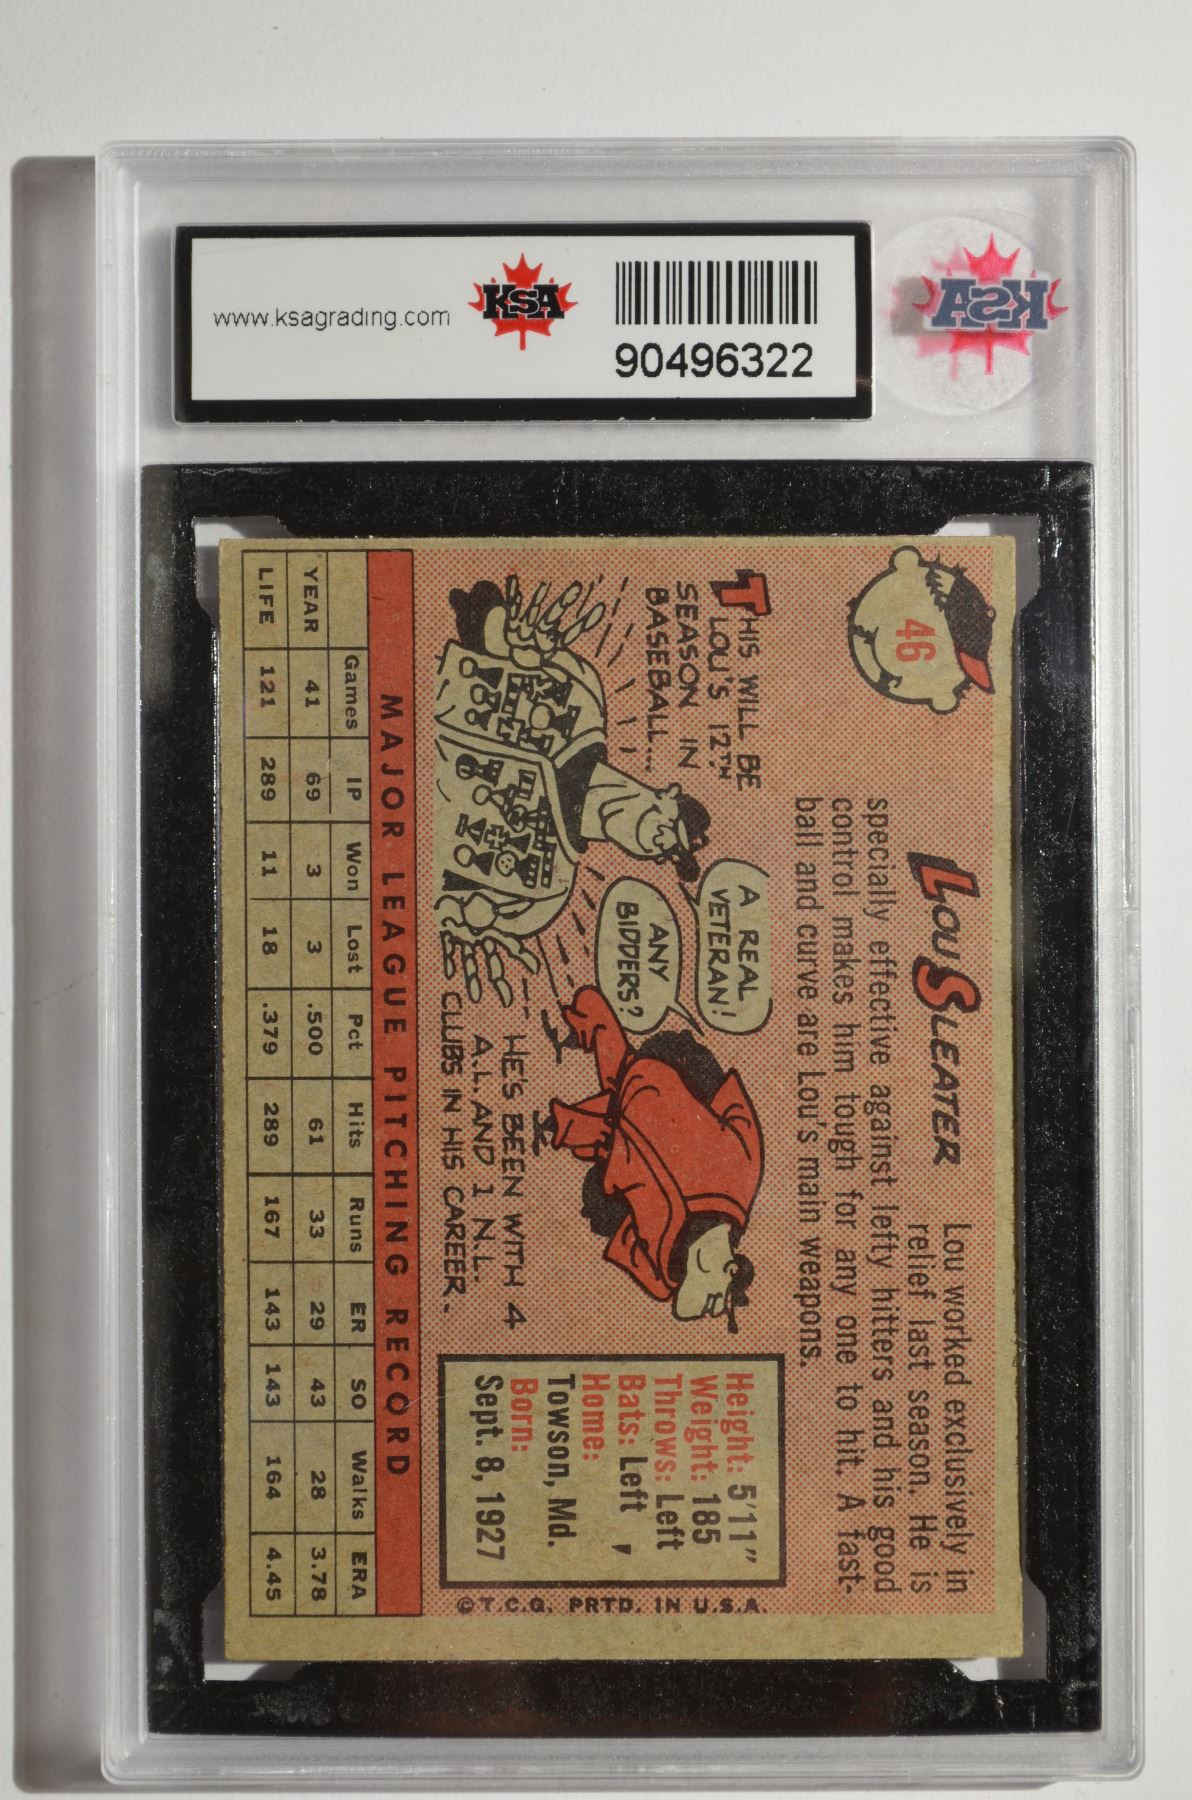 www.ksagrading.com
KSA
90496322
KSA
46
LOU SLEATER
Lou worked exclusively in
relief last season. He is
specially effective against lefty hitters and his good
control makes him tough for any one to hit. A fast-
ball and curve are Lou's main weapons.
THIS WILL BE
LOU'S 12TH
SEASON IN
BASEBALL...
A REAL
VETERAN!
ANY
BIDDERS?
--- HE'S BEEN WITH 4
A.L. AND 1 N.L.
CLUBS IN HIS CAREER.
Height: 5'11"
Weight: 185
Throws: Left
Bats: Left
Home:
Towson, Md.
Born:
Sept. 8, 1927
© T.C.G. PRTD. IN U.S.A.
MAJOR LEAGUE PITCHING RECORD
Games IP Won Lost Pct Hits Runs ER SO Walks ERA
YEAR 41 69 3 3 .500 61 33 29 43 28 3.78
LIFE 121 289 11 18 .379 289 167 143 143 164 4.45